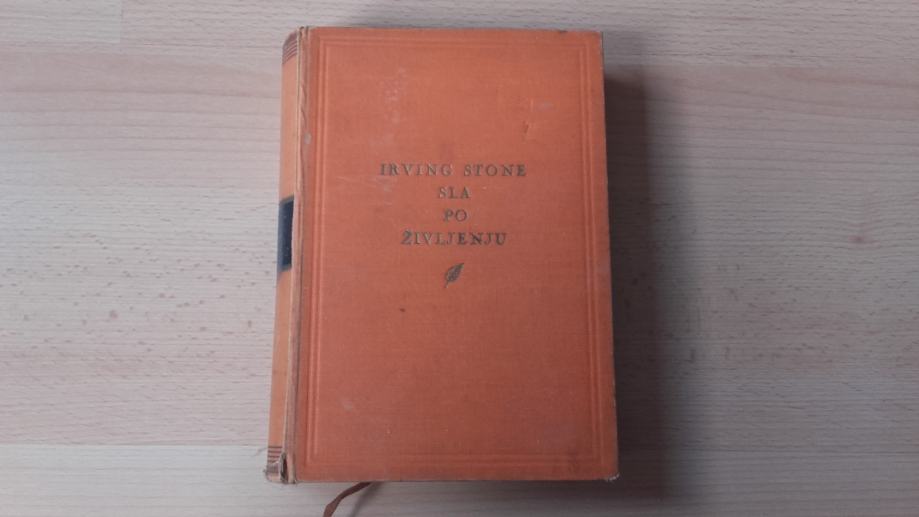 IRVING STONE
SLA
PO
ŽIVLJENJU